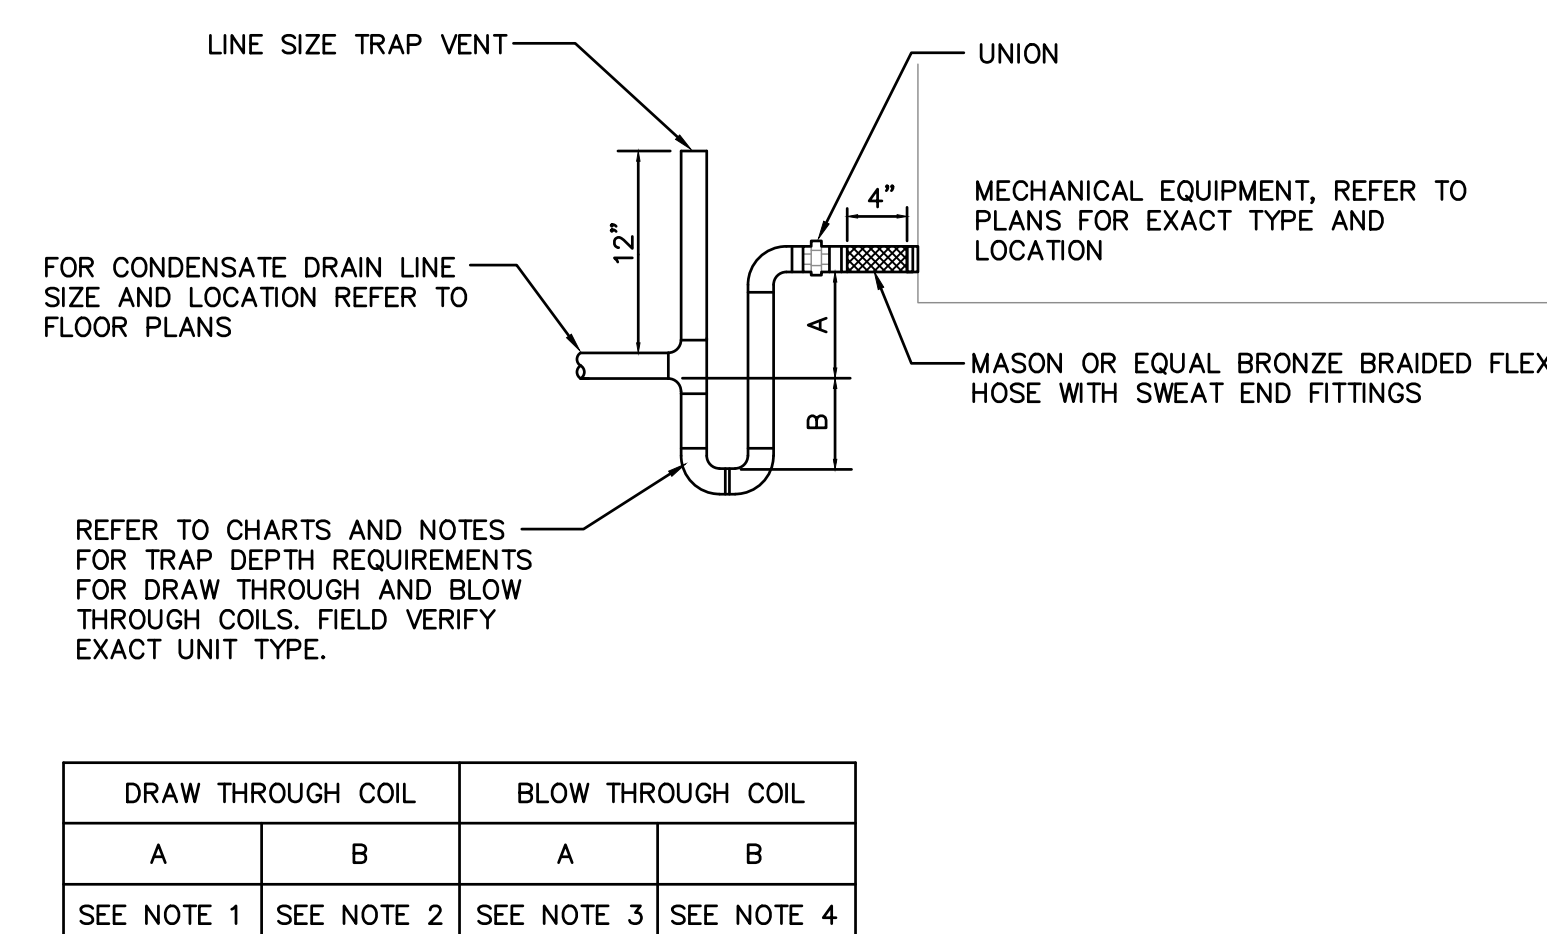 LINE SIZE TRAP VENT
UNION
4"
MECHANICAL EQUIPMENT, REFER TO
PLANS FOR EXACT TYPE AND
LOCATION
12"
FOR CONDENSATE DRAIN LINE
SIZE AND LOCATION REFER TO
FLOOR PLANS
A
MASON OR EQUAL BRONZE BRAIDED FLEX
HOSE WITH SWEAT END FITTINGS
B
REFER TO CHARTS AND NOTES
FOR TRAP DEPTH REQUIREMENTS
FOR DRAW THROUGH AND BLOW
THROUGH COILS. FIELD VERIFY
EXACT UNIT TYPE.
DRAW THROUGH COIL
BLOW THROUGH COIL
A
B
A
B
SEE NOTE 1
SEE NOTE 2
SEE NOTE 3
SEE NOTE 4